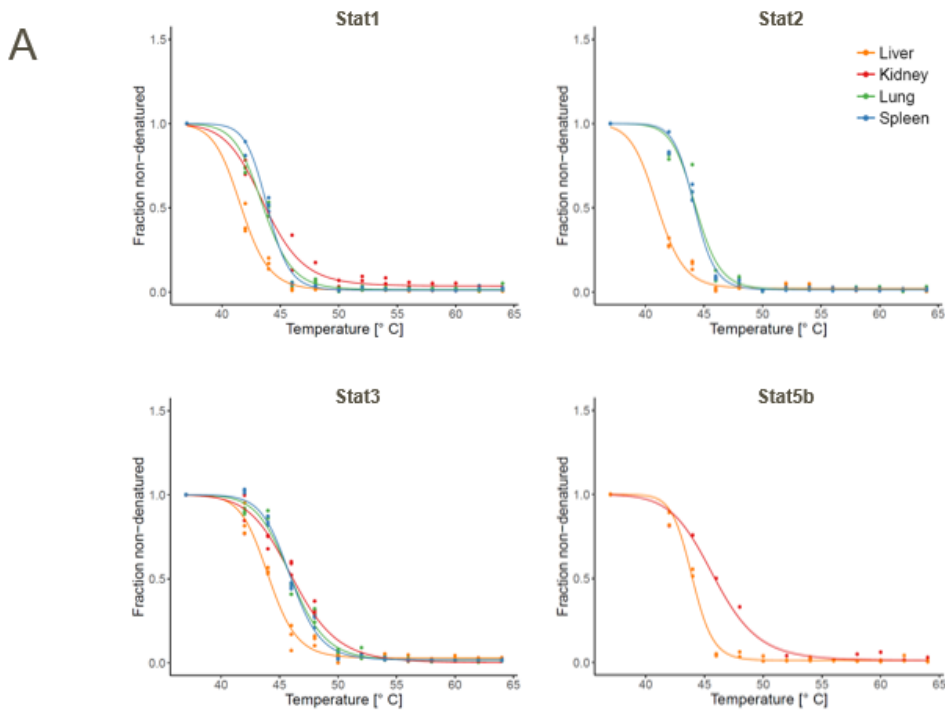 A
Stat1
1.5
1.0
0.5
0.0
Fraction non-denatured
40 45 50 55 60 65
Temperature [° C]
Stat2
Liver
Kidney
Lung
Spleen
1.5
1.0
0.5
0.0
Fraction non-denatured
40 45 50 55 60 65
Temperature [° C]
Stat3
1.5
1.0
0.5
0.0
Fraction non-denatured
40 45 50 55 60 65
Temperature [° C]
Stat5b
1.5
1.0
0.5
0.0
Fraction non-denatured
40 45 50 55 60 65
Temperature [° C]